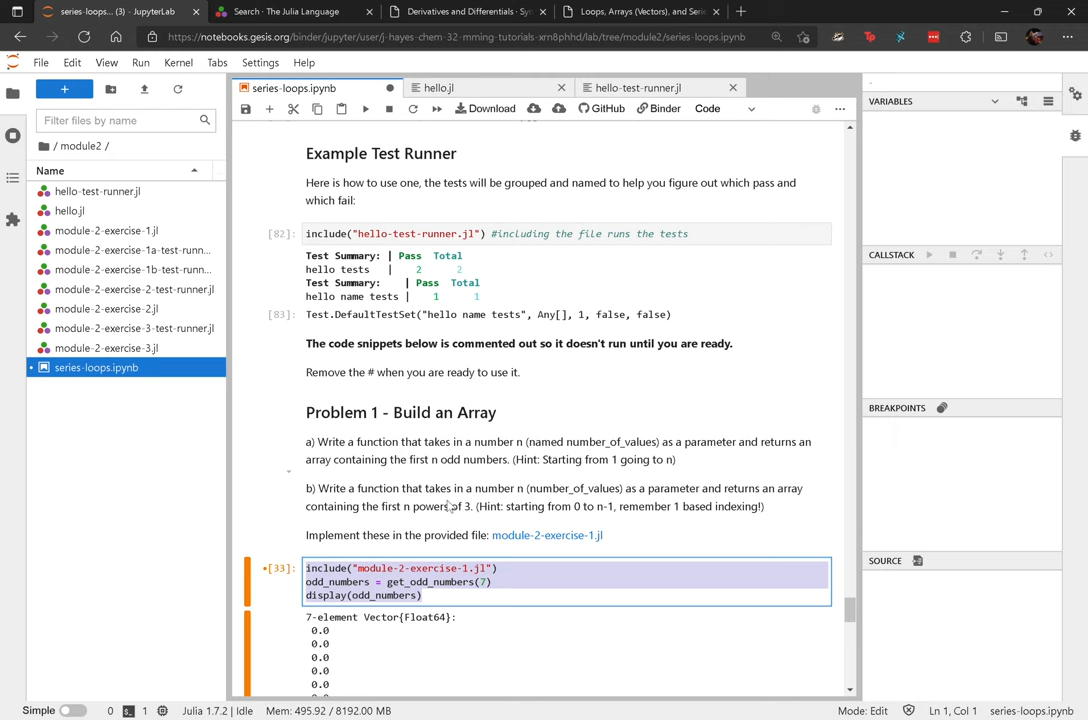 series-loops... (3) - JupyterLab
Search · The Julia Language
Derivatives and Differentials · Sy
Loops, Arrays (Vectors), and Serie
https://notebooks.gesis.org/binder/jupyter/user/j-hayes-chem-32-mming-tutorials-xrn8phhd/lab/tree/module2/series-loops.ipynb
File Edit View Run Kernel Tabs Settings Help
Filter files by name
/ module2 /
Name
hello-test-runner.jl
hello.jl
module-2-exercise-1.jl
module-2-exercise-1a-test-runn...
module-2-exercise-1b-test-runn...
module-2-exercise-2-test-runner.jl
module-2-exercise-2.jl
module-2-exercise-3-test-runner.jl
module-2-exercise-3.jl
series-loops.ipynb
series-loops.ipynb
hello.jl
hello-test-runner.jl
Download GitHub Binder Code
Example Test Runner
Here is how to use one, the tests will be grouped and named to help you figure out which pass and
which fail:
[82]: include("hello-test-runner.jl") #including the file runs the tests
Test Summary: | Pass Total
hello tests | 2 2
Test Summary: | Pass Total
hello name tests | 1 1
[83]: Test.DefaultTestSet("hello name tests", Any[], 1, false, false)
The code snippets below is commented out so it doesn't run until you are ready.
Remove the # when you are ready to use it.
Problem 1 - Build an Array
a) Write a function that takes in a number n (named number_of_values) as a parameter and returns an
array containing the first n odd numbers. (Hint: Starting from 1 going to n)
b) Write a function that takes in a number n (number_of_values) as a parameter and returns an array
containing the first n powers of 3. (Hint: starting from 0 to n-1, remember 1 based indexing!)
Implement these in the provided file: module-2-exercise-1.jl
[33]: include("module-2-exercise-1.jl")
odd_numbers = get_odd_numbers(7)
display(odd_numbers)
7-element Vector{Float64}:
0.0
0.0
0.0
0.0
0.0
VARIABLES
CALLSTACK
BREAKPOINTS
SOURCE
Simple 0 1 Julia 1.7.2 | Idle Mem: 495.92 / 8192.00 MB
Mode: Edit Ln 1, Col 1 series-loops.ipynb